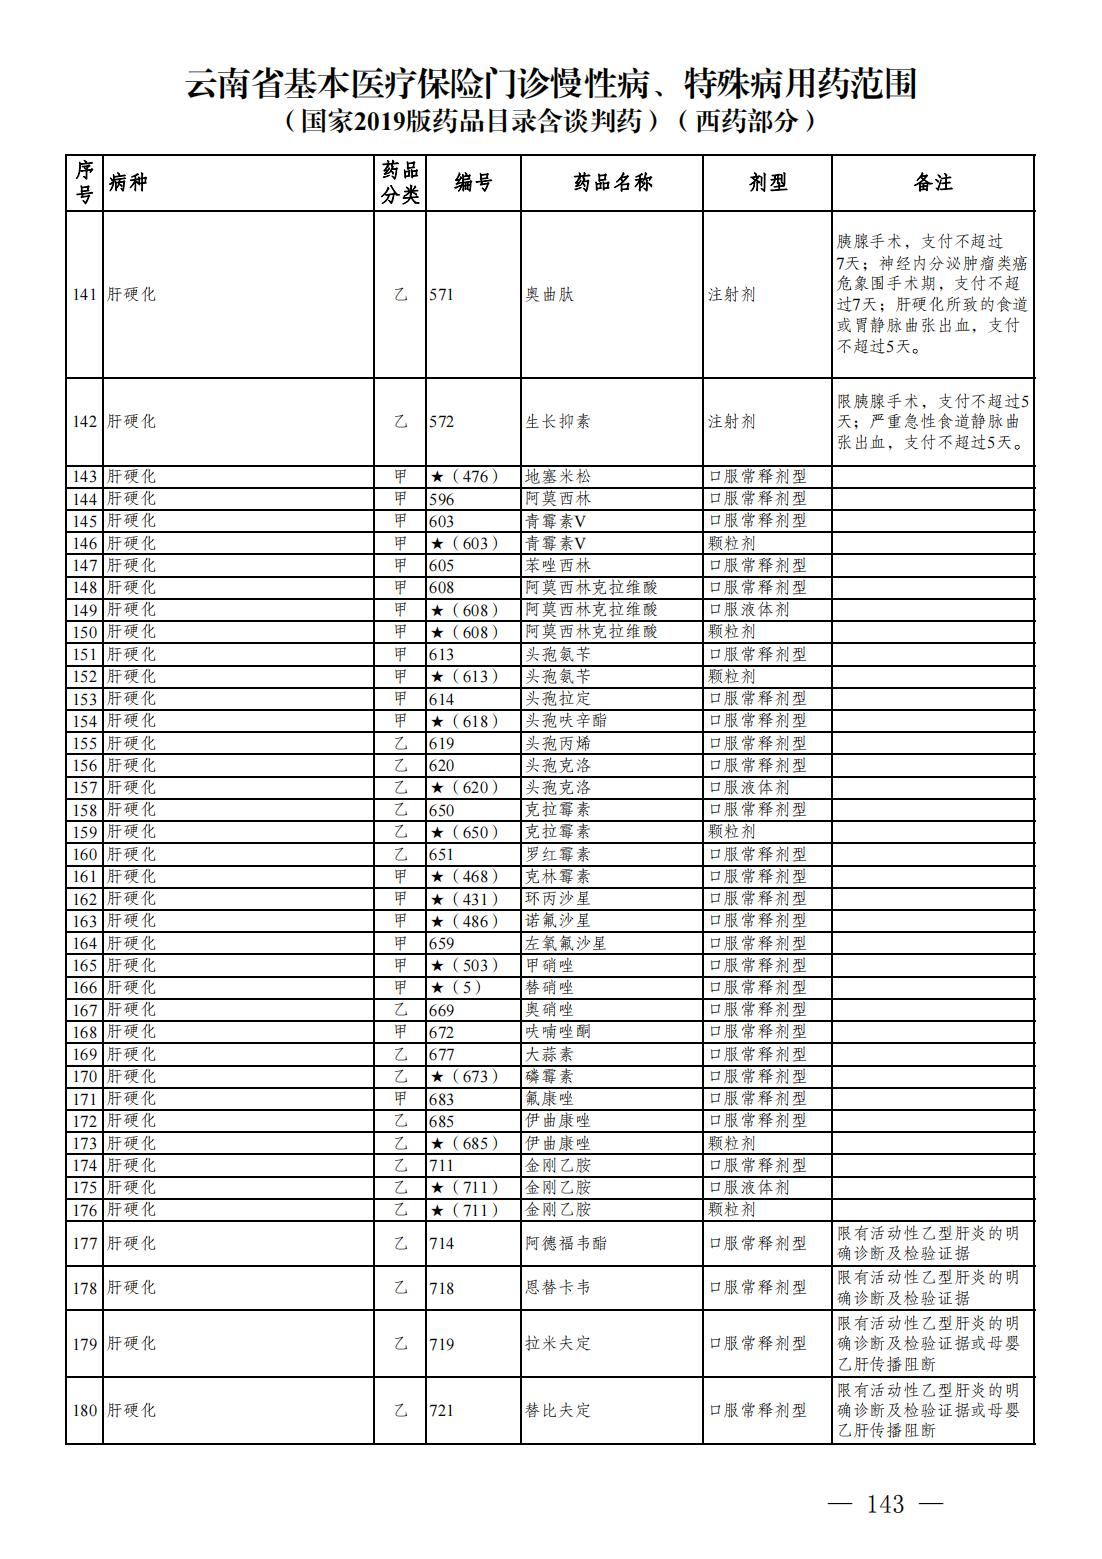 云南省基本医疗保险门诊慢性病、特殊病用药范围
（国家2019版药品目录含谈判药）（西药部分）
序号 病种 药品分类 编号 药品名称 剂型 备注
141 肝硬化 乙 571 奥曲肽 注射剂 胰腺手术，支付不超过
7天；神经内分泌肿瘤类癌
危象围手术期，支付不超
过7天；肝硬化所致的食道
或胃静脉曲张出血，支付
不超过5天。
142 肝硬化 乙 572 生长抑素 注射剂 限胰腺手术，支付不超过5
天；严重急性食道静脉曲
张出血，支付不超过5天。
143 肝硬化 甲 ★（476） 地塞米松 口服常释剂型
144 肝硬化 甲 596 阿莫西林 口服常释剂型
145 肝硬化 甲 603 青霉素V 口服常释剂型
146 肝硬化 甲 ★（603） 青霉素V 颗粒剂
147 肝硬化 甲 605 苯唑西林 口服常释剂型
148 肝硬化 甲 608 阿莫西林克拉维酸 口服常释剂型
149 肝硬化 甲 ★（608） 阿莫西林克拉维酸 口服液体剂
150 肝硬化 甲 ★（608） 阿莫西林克拉维酸 颗粒剂
151 肝硬化 甲 613 头孢氨苄 口服常释剂型
152 肝硬化 甲 ★（613） 头孢氨苄 颗粒剂
153 肝硬化 甲 614 头孢拉定 口服常释剂型
154 肝硬化 甲 ★（618） 头孢呋辛酯 口服常释剂型
155 肝硬化 乙 619 头孢丙烯 口服常释剂型
156 肝硬化 乙 620 头孢克洛 口服常释剂型
157 肝硬化 乙 ★（620） 头孢克洛 口服液体剂
158 肝硬化 乙 650 克拉霉素 口服常释剂型
159 肝硬化 乙 ★（650） 克拉霉素 颗粒剂
160 肝硬化 乙 651 罗红霉素 口服常释剂型
161 肝硬化 甲 ★（468） 克林霉素 口服常释剂型
162 肝硬化 甲 ★（431） 环丙沙星 口服常释剂型
163 肝硬化 甲 ★（486） 诺氟沙星 口服常释剂型
164 肝硬化 甲 659 左氧氟沙星 口服常释剂型
165 肝硬化 甲 ★（503） 甲硝唑 口服常释剂型
166 肝硬化 甲 ★（5） 替硝唑 口服常释剂型
167 肝硬化 乙 669 奥硝唑 口服常释剂型
168 肝硬化 甲 672 呋喃唑酮 口服常释剂型
169 肝硬化 乙 677 大蒜素 口服常释剂型
170 肝硬化 乙 ★（673） 磷霉素 口服常释剂型
171 肝硬化 甲 683 氟康唑 口服常释剂型
172 肝硬化 乙 685 伊曲康唑 口服常释剂型
173 肝硬化 乙 ★（685） 伊曲康唑 颗粒剂
174 肝硬化 乙 711 金刚乙胺 口服常释剂型
175 肝硬化 乙 ★（711） 金刚乙胺 口服液体剂
176 肝硬化 乙 ★（711） 金刚乙胺 颗粒剂
177 肝硬化 乙 714 阿德福韦酯 口服常释剂型 限有活动性乙型肝炎的明
确诊断及检验证据
178 肝硬化 乙 718 恩替卡韦 口服常释剂型 限有活动性乙型肝炎的明
确诊断及检验证据
179 肝硬化 乙 719 拉米夫定 口服常释剂型 限有活动性乙型肝炎的明
确诊断及检验证据或母婴
乙肝传播阻断
180 肝硬化 乙 721 替比夫定 口服常释剂型 限有活动性乙型肝炎的明
确诊断及检验证据或母婴
乙肝传播阻断
— 143 —